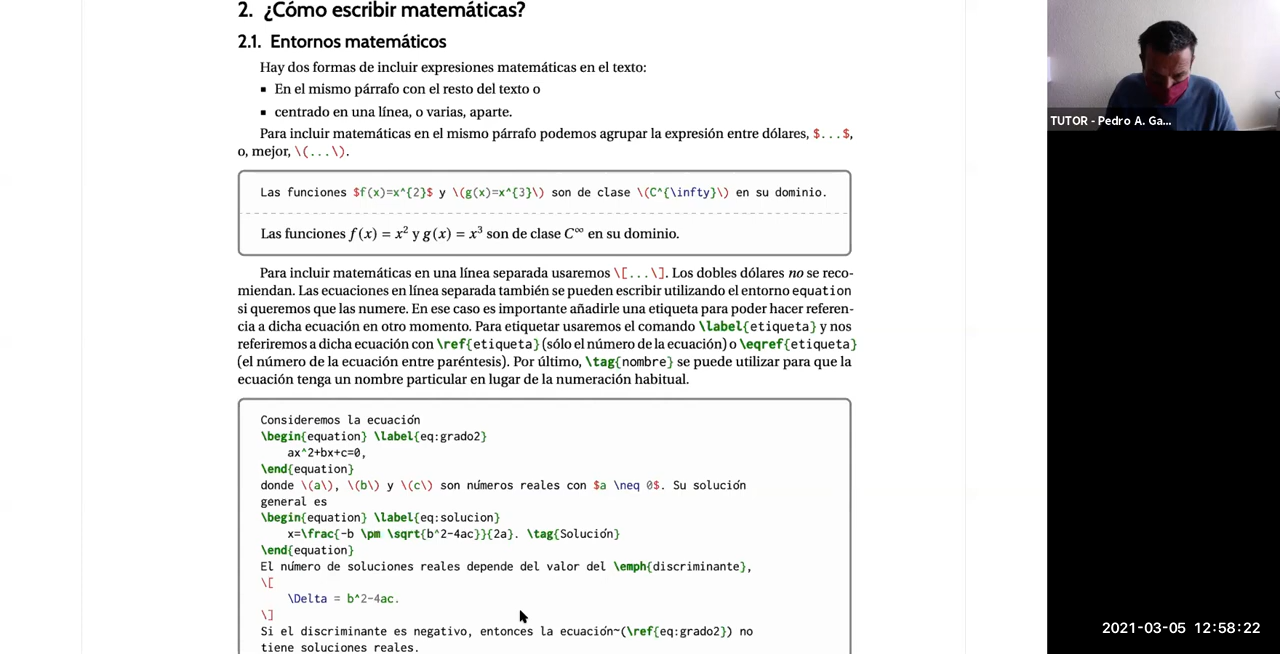 2. ¿Cómo escribir matemáticas?
2.1. Entornos matemáticos
Hay dos formas de incluir expresiones matemáticas en el texto:
▪ En el mismo párrafo con el resto del texto o
▪ centrado en una línea, o varias, aparte.
Para incluir matemáticas en el mismo párrafo podemos agrupar la expresión entre dólares, $...$,
o, mejor, \(...\).
Las funciones $f(x)=x^{2}$ y \(g(x)=x^{3}\) son de clase \(C^{\infty}\) en su dominio.
Las funciones f(x) = x² y g(x) = x³ son de clase C^∞ en su dominio.
Para incluir matemáticas en una línea separada usaremos \[...\]. Los dobles dólares no se reco-
miendan. Las ecuaciones en línea separada también se pueden escribir utilizando el entorno equation
si queremos que las numere. En ese caso es importante añadirle una etiqueta para poder hacer referen-
cia a dicha ecuación en otro momento. Para etiquetar usaremos el comando \label{etiqueta} y nos
referiremos a dicha ecuación con \ref{etiqueta} (sólo el número de la ecuación) o \eqref{etiqueta}
(el número de la ecuación entre paréntesis). Por último, \tag{nombre} se puede utilizar para que la
ecuación tenga un nombre particular en lugar de la numeración habitual.
Consideremos la ecuación
\begin{equation} \label{eq:grado2}
ax^2+bx+c=0,
\end{equation}
donde \(a\), \(b\) y \(c\) son números reales con $a \neq 0$. Su solución
general es
\begin{equation} \label{eq:solucion}
x=\frac{-b \pm \sqrt{b^2-4ac}}{2a}. \tag{Solución}
\end{equation}
El número de soluciones reales depende del valor del \emph{discriminante},
\[
\Delta = b^2-4ac.
\]
Si el discriminante es negativo, entonces la ecuación~(\ref{eq:grado2}) no
tiene soluciones reales.
TUTOR - Pedro A. Ga...
2021-03-05 12:58:22